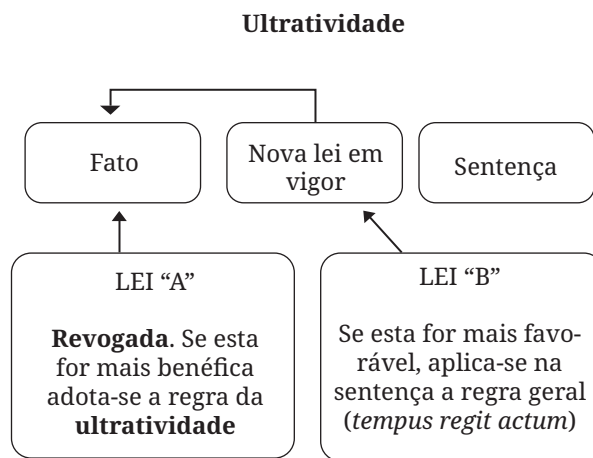 Ultratividade
Fato
Nova lei em
vigor
Sentença
LEI “A”
Revogada. Se esta
for mais benéfica
adota-se a regra da
ultratividade
LEI “B”
Se esta for mais favo-
rável, aplica-se na
sentença a regra geral
(tempus regit actum)